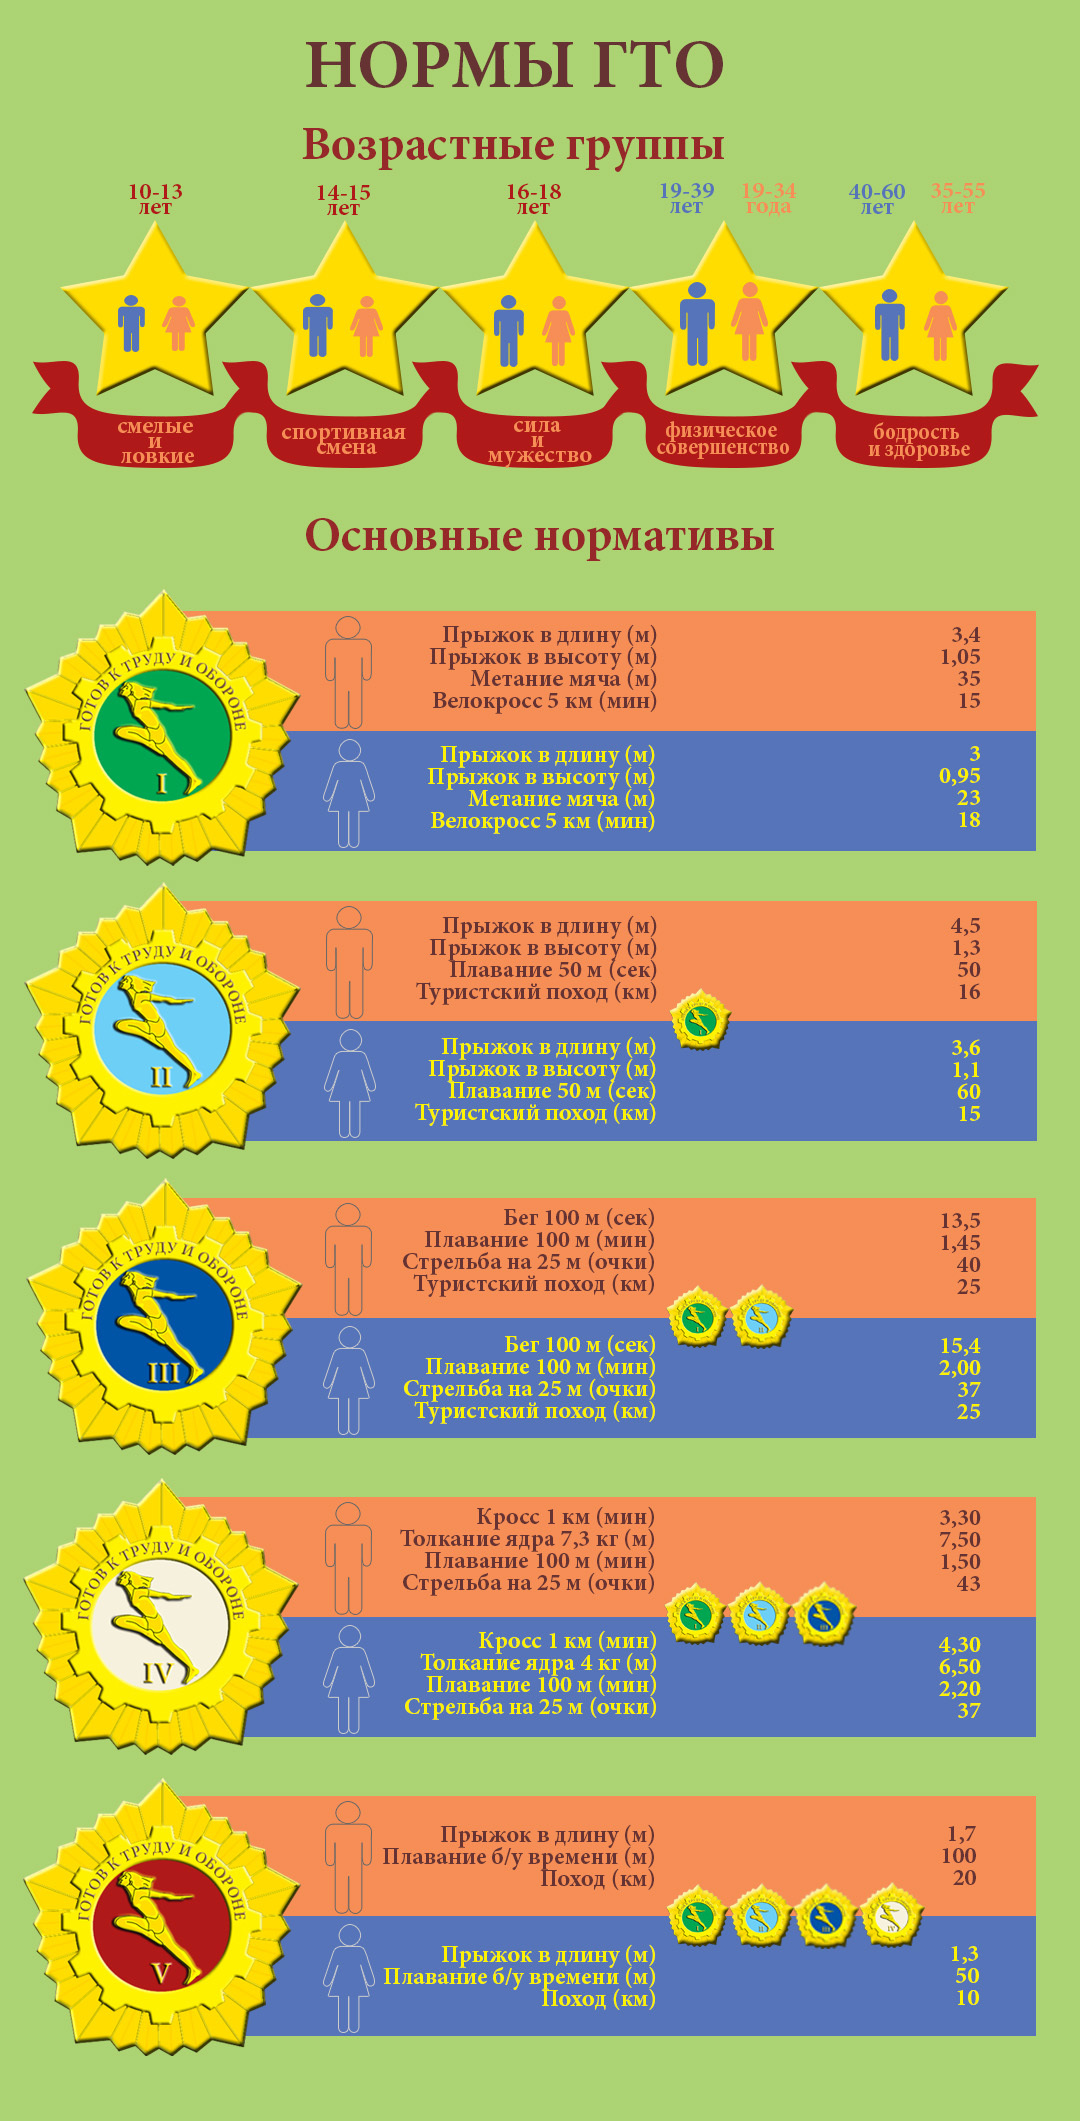 НОРМЫ ГТО
Возрастные группы
10-13
лет
14-15
лет
16-18
лет
19-39
лет
19-34
года
40-60
лет
35-55
лет
смелые
и
ловкие
спортивная
смена
сила
и
мужество
физическое
совершенство
бодрость
и здоровье
Основные нормативы
ГОТОВ К ТРУДУ И ОБОРОНЕ
I
Прыжок в длину (м) 3,4
Прыжок в высоту (м) 1,05
Метание мяча (м) 35
Велокросс 5 км (мин) 15
Прыжок в длину (м) 3
Прыжок в высоту (м) 0,95
Метание мяча (м) 23
Велокросс 5 км (мин) 18
ГОТОВ К ТРУДУ И ОБОРОНЕ
II
Прыжок в длину (м) 4,5
Прыжок в высоту (м) 1,3
Плавание 50 м (сек) 50
Туристский поход (км) 16
Прыжок в длину (м) 3,6
Прыжок в высоту (м) 1,1
Плавание 50 м (сек) 60
Туристский поход (км) 15
ГОТОВ К ТРУДУ И ОБОРОНЕ
III
Бег 100 м (сек) 13,5
Плавание 100 м (мин) 1,45
Стрельба на 25 м (очки) 40
Туристский поход (км) 25
Бег 100 м (сек) 15,4
Плавание 100 м (мин) 2,00
Стрельба на 25 м (очки) 37
Туристский поход (км) 25
ГОТОВ К ТРУДУ И ОБОРОНЕ
IV
Кросс 1 км (мин) 3,30
Толкание ядра 7,3 кг (м) 7,50
Плавание 100 м (мин) 1,50
Стрельба на 25 м (очки) 43
Кросс 1 км (мин) 4,30
Толкание ядра 4 кг (м) 6,50
Плавание 100 м (мин) 2,20
Стрельба на 25 м (очки) 37
ГОТОВ К ТРУДУ И ОБОРОНЕ
V
Прыжок в длину (м) 1,7
Плавание б/у времени (м) 100
Поход (км) 20
Прыжок в длину (м) 1,3
Плавание б/у времени (м) 50
Поход (км) 10